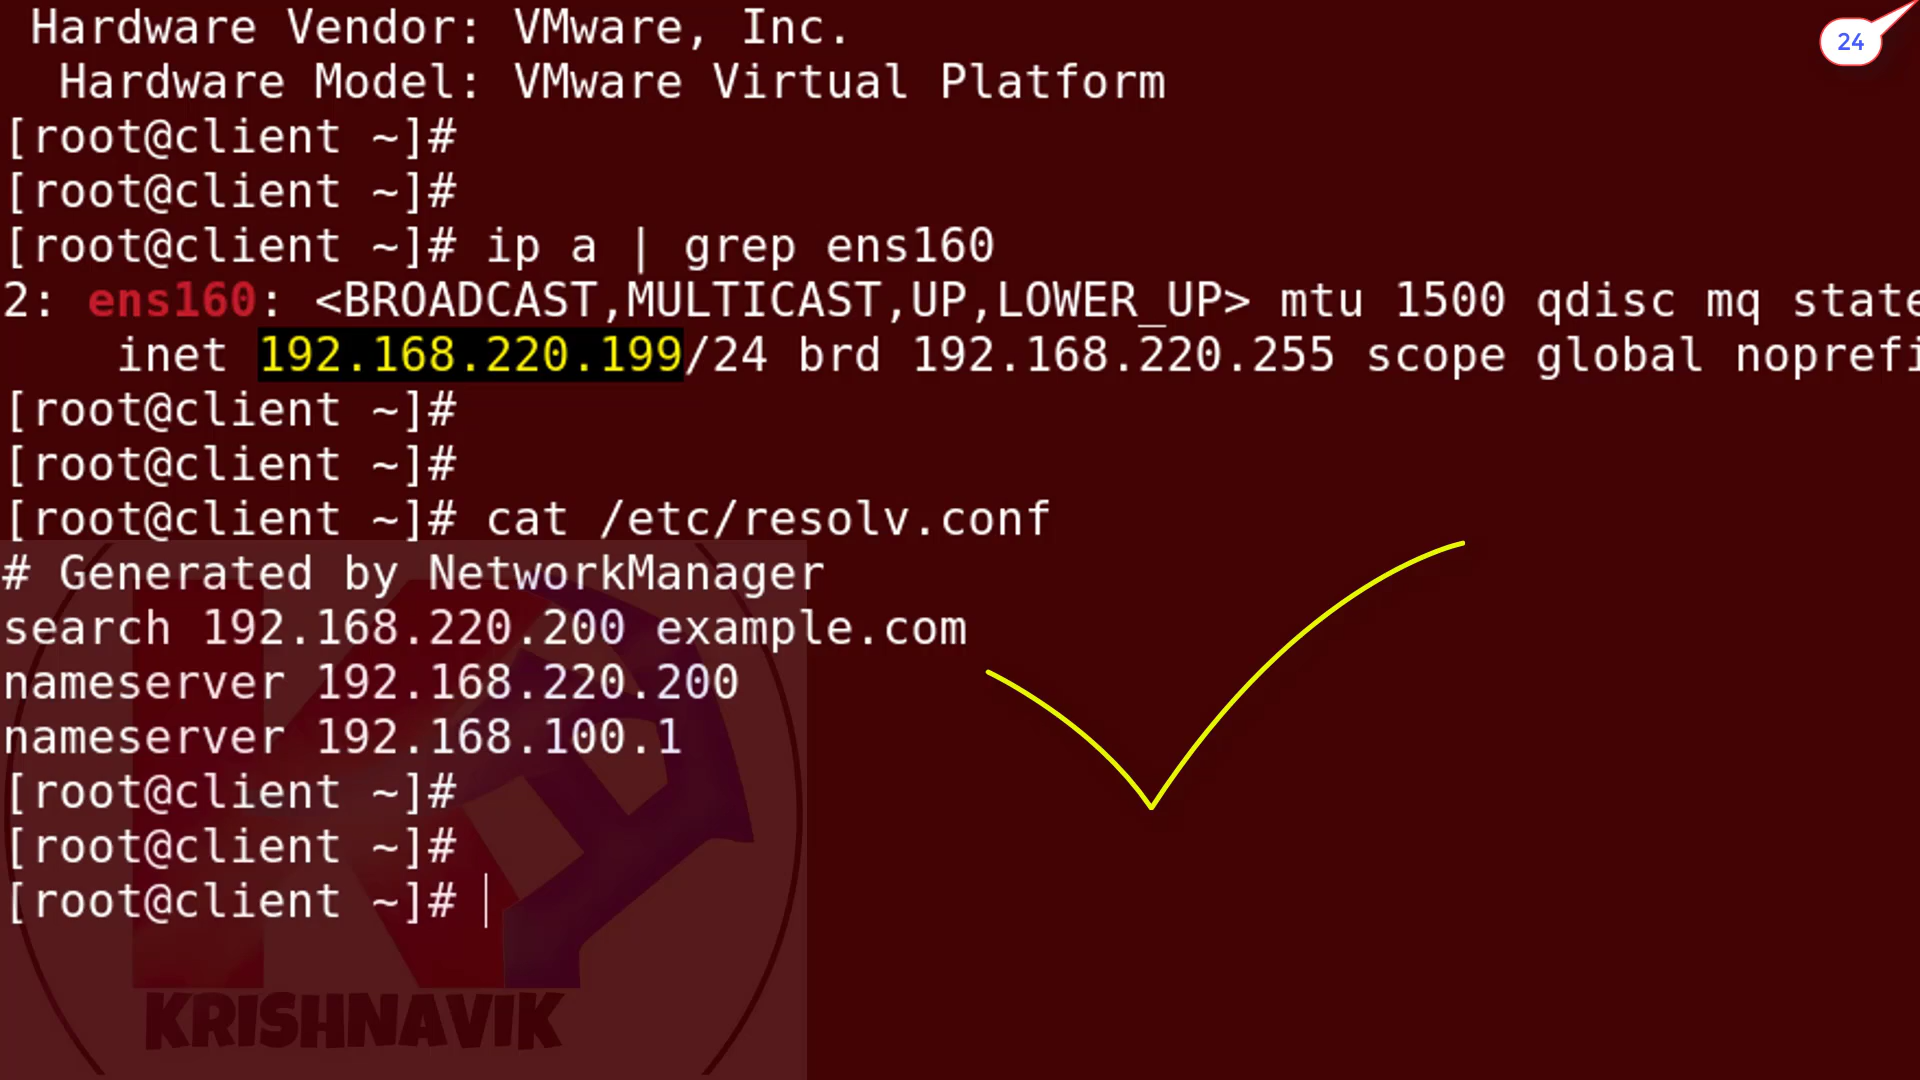 Hardware Vendor: VMware, Inc.
24
Hardware Model: VMware Virtual Platform
[root@client ~]#
[root@client ~]#
[root@client ~]# ip a | grep ens160
2: ens160: <BROADCAST,MULTICAST,UP,LOWER_UP> mtu 1500 qdisc mq state
inet 192.168.220.199/24 brd 192.168.220.255 scope global noprefi
[root@client ~]#
[root@client ~]#
[root@client ~]# cat /etc/resolv.conf
# Generated by NetworkManager
search 192.168.220.200 example.com
nameserver 192.168.220.200
nameserver 192.168.100.1
[root@client ~]#
[root@client ~]#
[root@client ~]#
KRISHNAVIK